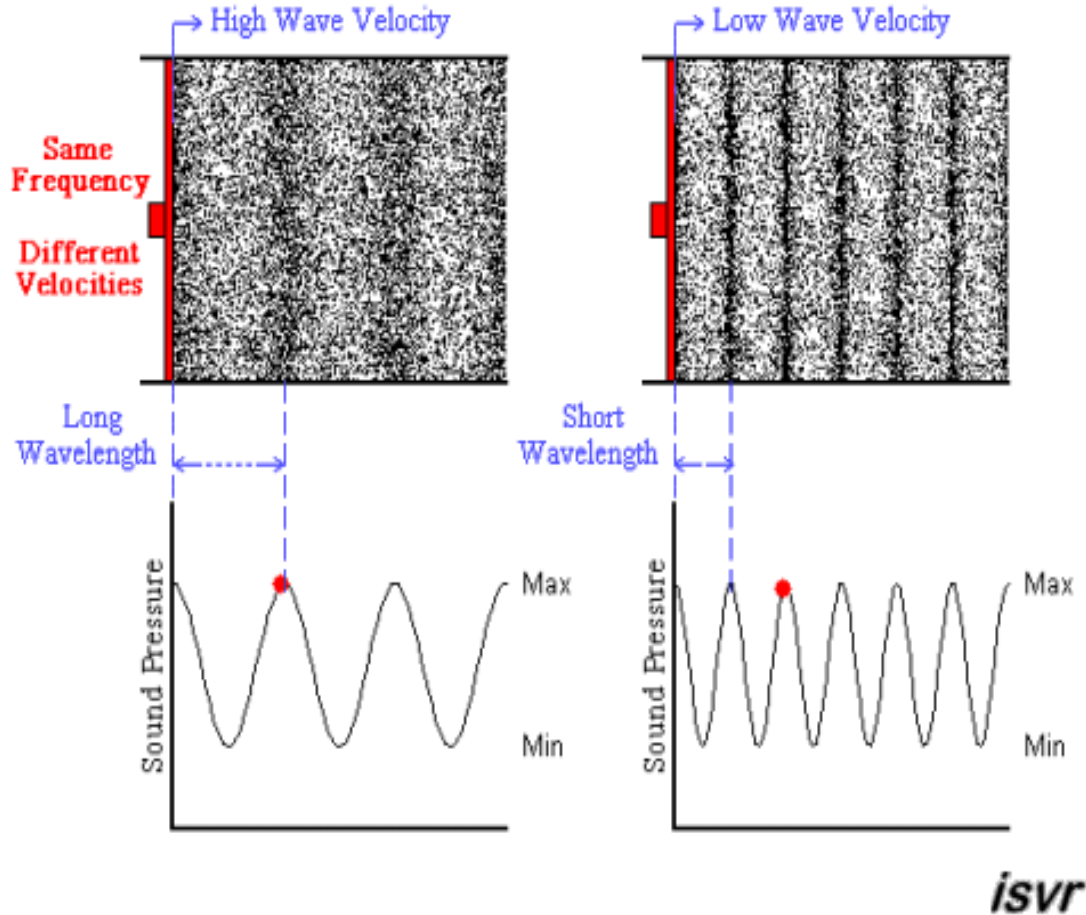 High Wave Velocity
Low Wave Velocity
Same
Frequency
Different
Velocities
Long
Wavelength
Short
Wavelength
Sound Pressure
Max
Min
Sound Pressure
Max
Min
isvr